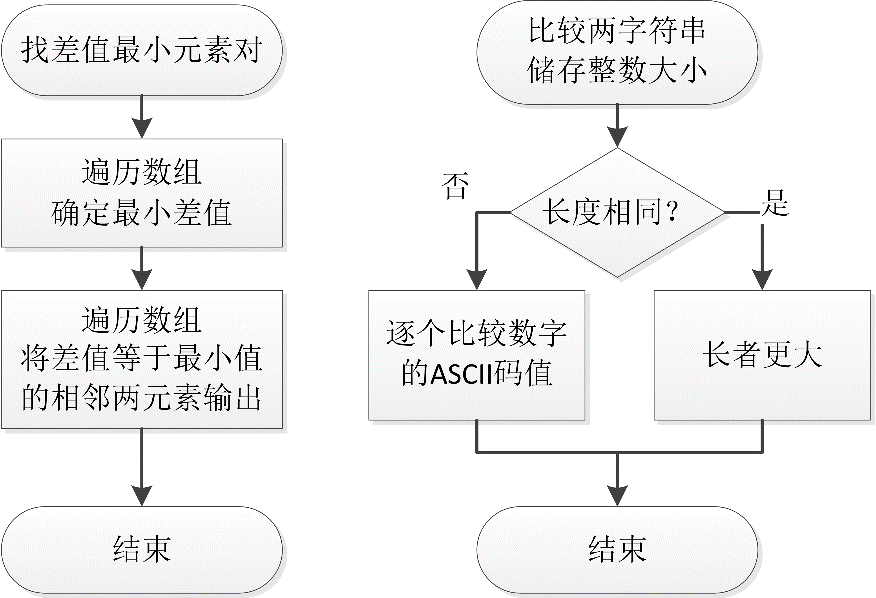 找差值最小元素对
遍历数组
确定最小差值
遍历数组
将差值等于最小值
的相邻两元素输出
结束
比较两字符串
储存整数大小
长度相同？
否
是
逐个比较数字
的ASCII码值
长者更大
结束